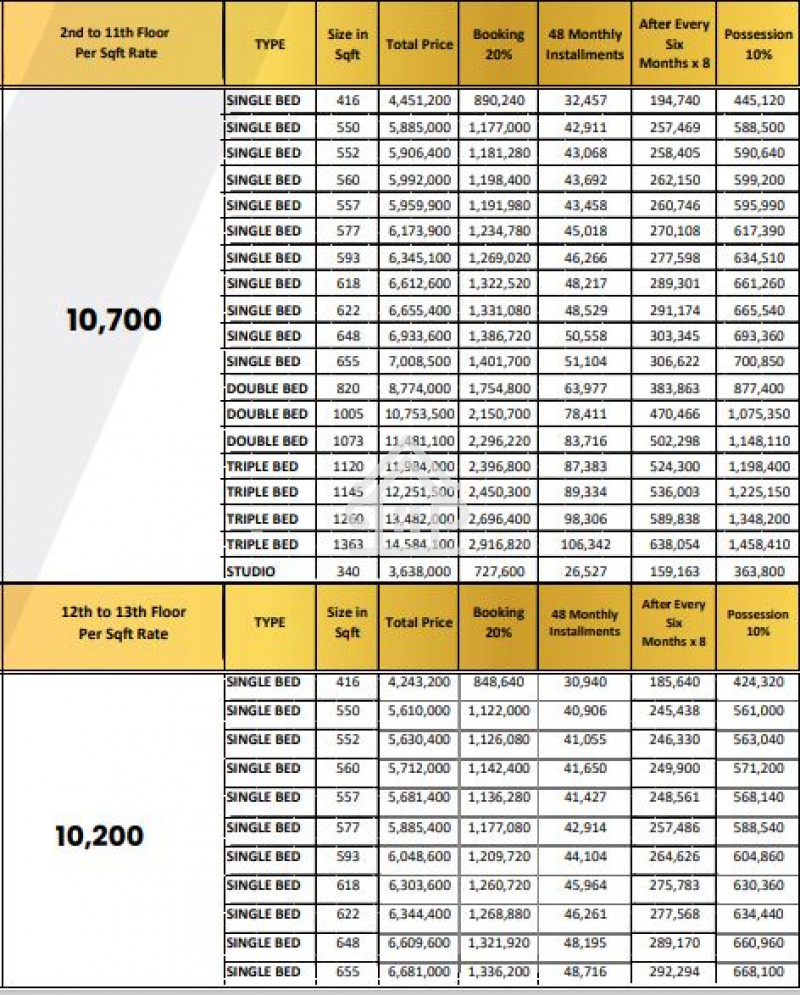 2nd to 11th Floor Per Sqft Rate TYPE Size in Sqft Total Price Booking 20% 48 Monthly Installments After Every Six Months x 8 Possession 10%
SINGLE BED 416 4,451,200 890,240 32,457 194,740 445,120
SINGLE BED 550 5,885,000 1,177,000 42,911 257,469 588,500
SINGLE BED 552 5,906,400 1,181,280 43,068 258,405 590,640
SINGLE BED 560 5,992,000 1,198,400 43,692 262,150 599,200
SINGLE BED 557 5,959,900 1,191,980 43,458 260,746 595,990
SINGLE BED 577 6,173,900 1,234,780 45,018 270,108 617,390
SINGLE BED 593 6,345,100 1,269,020 46,266 277,598 634,510
SINGLE BED 618 6,612,600 1,322,520 48,217 289,301 661,260
10,700
SINGLE BED 622 6,655,400 1,331,080 48,529 291,174 665,540
SINGLE BED 648 6,933,600 1,386,720 50,558 303,345 693,360
SINGLE BED 655 7,008,500 1,401,700 51,104 306,622 700,850
DOUBLE BED 820 8,774,000 1,754,800 63,977 383,863 877,400
DOUBLE BED 1005 10,753,500 2,150,700 78,411 470,466 1,075,350
DOUBLE BED 1073 11,481,100 2,296,220 83,716 502,298 1,148,110
TRIPLE BED 1120 11,984,000 2,396,800 87,383 524,300 1,198,400
TRIPLE BED 1145 12,251,500 2,450,300 89,334 536,003 1,225,150
TRIPLE BED 1260 13,482,000 2,696,400 98,306 589,838 1,348,200
TRIPLE BED 1363 14,584,100 2,916,820 106,342 638,054 1,458,410
STUDIO 340 3,638,000 727,600 26,527 159,163 363,800
12th to 13th Floor Per Sqft Rate TYPE Size in Sqft Total Price Booking 20% 48 Monthly Installments After Every Six Months x 8 Possession 10%
SINGLE BED 416 4,243,200 848,640 30,940 185,640 424,320
SINGLE BED 550 5,610,000 1,122,000 40,906 245,438 561,000
SINGLE BED 552 5,630,400 1,126,080 41,055 246,330 563,040
SINGLE BED 560 5,712,000 1,142,400 41,650 249,900 571,200
SINGLE BED 557 5,681,400 1,136,280 41,427 248,561 568,140
10,200
SINGLE BED 577 5,885,400 1,177,080 42,914 257,486 588,540
SINGLE BED 593 6,048,600 1,209,720 44,104 264,626 604,860
SINGLE BED 618 6,303,600 1,260,720 45,964 275,783 630,360
SINGLE BED 622 6,344,400 1,268,880 46,261 277,568 634,440
SINGLE BED 648 6,609,600 1,321,920 48,195 289,170 660,960
SINGLE BED 655 6,681,000 1,336,200 48,716 292,294 668,100